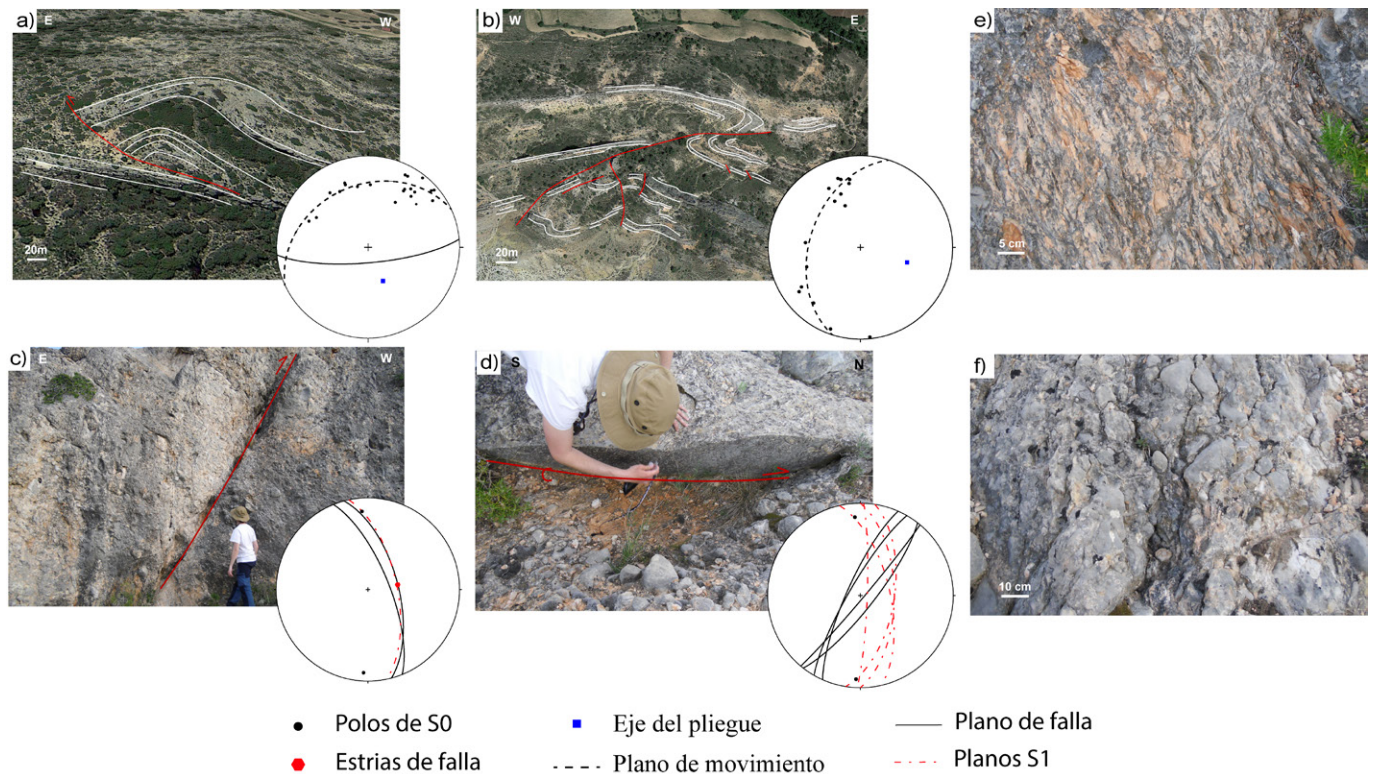 a) E W
20m
b) W E
20m
e)
5 cm
c) E W
d) S N
f)
10 cm
Polos de S0
Eje del pliegue
Plano de falla
Estrias de falla
Plano de movimiento
Planos S1